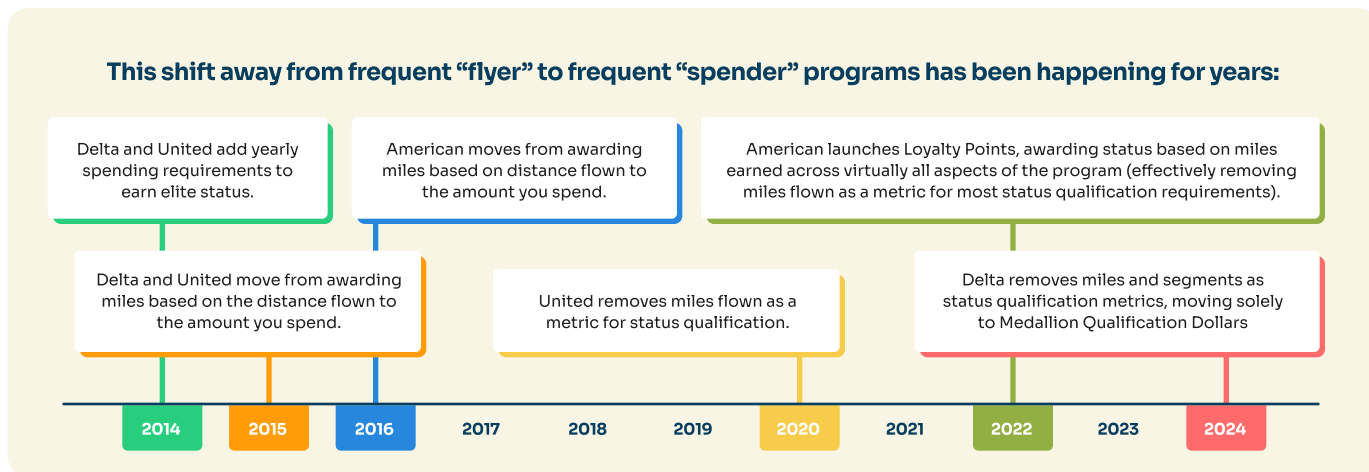 This shift away from frequent “flyer” to frequent “spender” programs has been happening for years:
Delta and United add yearly
spending requirements to
earn elite status.
American moves from awarding
miles based on distance flown to
the amount you spend.
American launches Loyalty Points, awarding status based on miles
earned across virtually all aspects of the program (effectively removing
miles flown as a metric for most status qualification requirements).
Delta and United move from awarding
miles based on the distance flown to
the amount you spend.
United removes miles flown as a
metric for status qualification.
Delta removes miles and segments as
status qualification metrics, moving solely
to Medallion Qualification Dollars
2014 2015 2016 2017 2018 2019 2020 2021 2022 2023 2024